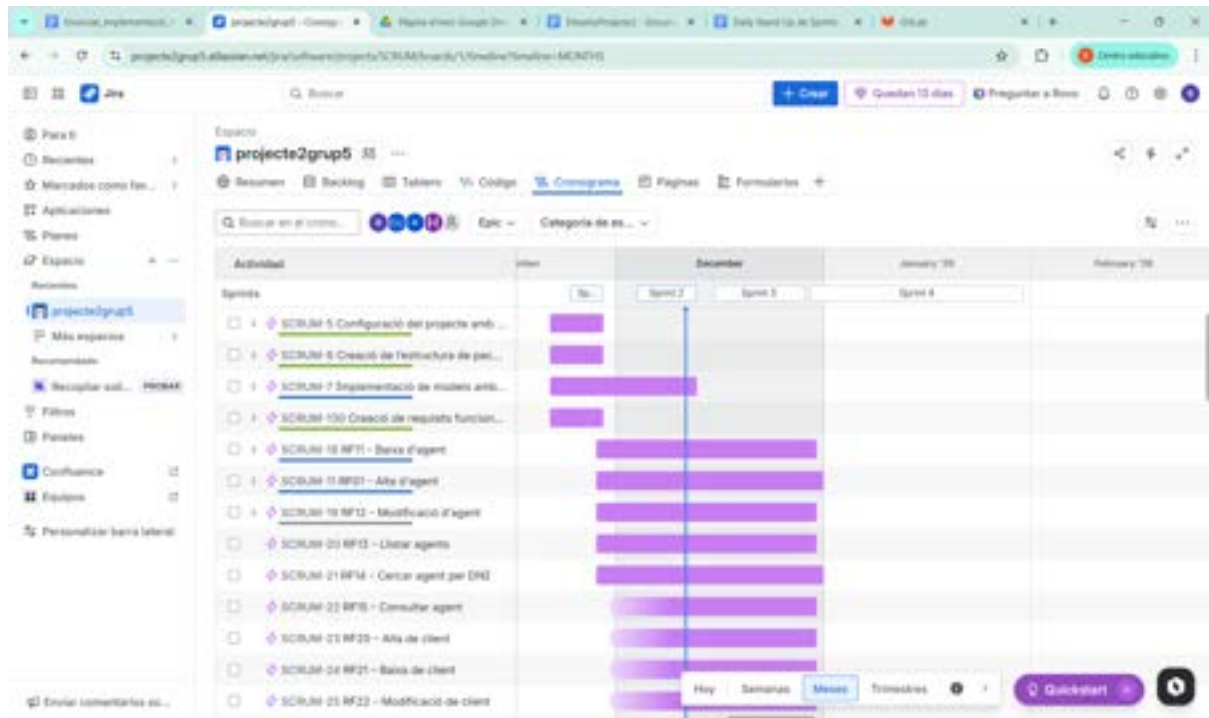 projecte2grup5
Jira
Buscar
+ Crear
Quedan 13 días
Preguntar a Rovo
Para ti
Recientes
Marcados como fav...
Aplicaciones
Planes
Espacio
Recientes
projecte2grup5
Más espacios
Recomendado
Recopilar soli... PROBAR
Filtros
Paneles
Confluence
Equipos
Personalizar barra lateral
Enviar comentarios so...
Espacio
projecte2grup5
Resumen Backlog Tablero Código Cronograma Páginas Formularios +
Buscar en el crono... Epic Categoría de es...
Actividad December January '26 February '26
Sprints Sp... Sprint 2 Sprint 3 Sprint 4
SCRUM-5 Configuració del projecte amb ...
SCRUM-6 Creació de l'estructura de pac...
SCRUM-7 Implementació de models amb...
SCRUM-100 Creació de requisits funcion...
SCRUM-18 RF11 - Baixa d'agent
SCRUM-11 RF01 - Alta d'agent
SCRUM-19 RF12 - Modificació d'agent
SCRUM-20 RF13 - Llistar agents
SCRUM-21 RF14 - Cercar agent per DNI
SCRUM-22 RF15 - Consultar agent
SCRUM-23 RF20 - Alta de client
SCRUM-24 RF21 - Baixa de client
SCRUM-25 RF22 - Modificació de client
Hoy Semanas Meses Trimestres
Quickstart